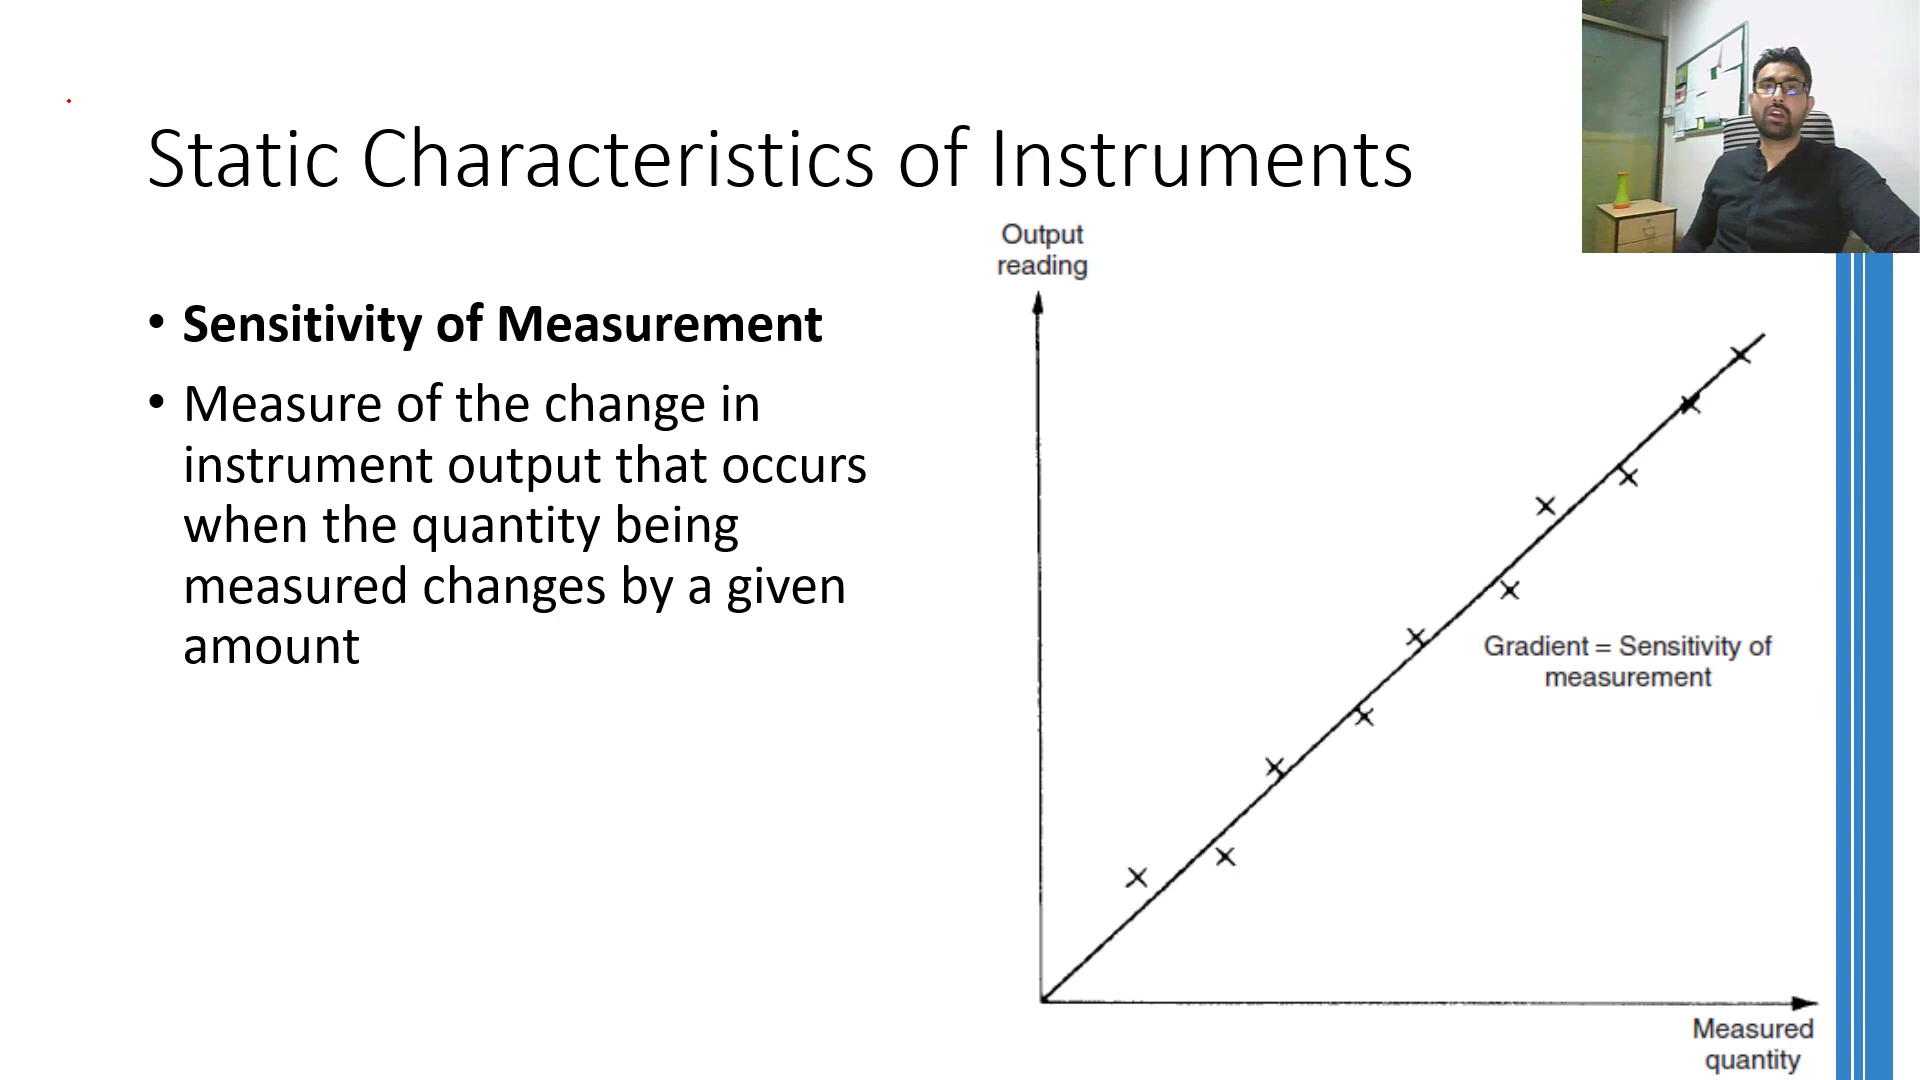 Static Characteristics of Instruments
• Sensitivity of Measurement
• Measure of the change in
instrument output that occurs
when the quantity being
measured changes by a given
amount
Output
reading
Gradient = Sensitivity of
measurement
Measured
quantity